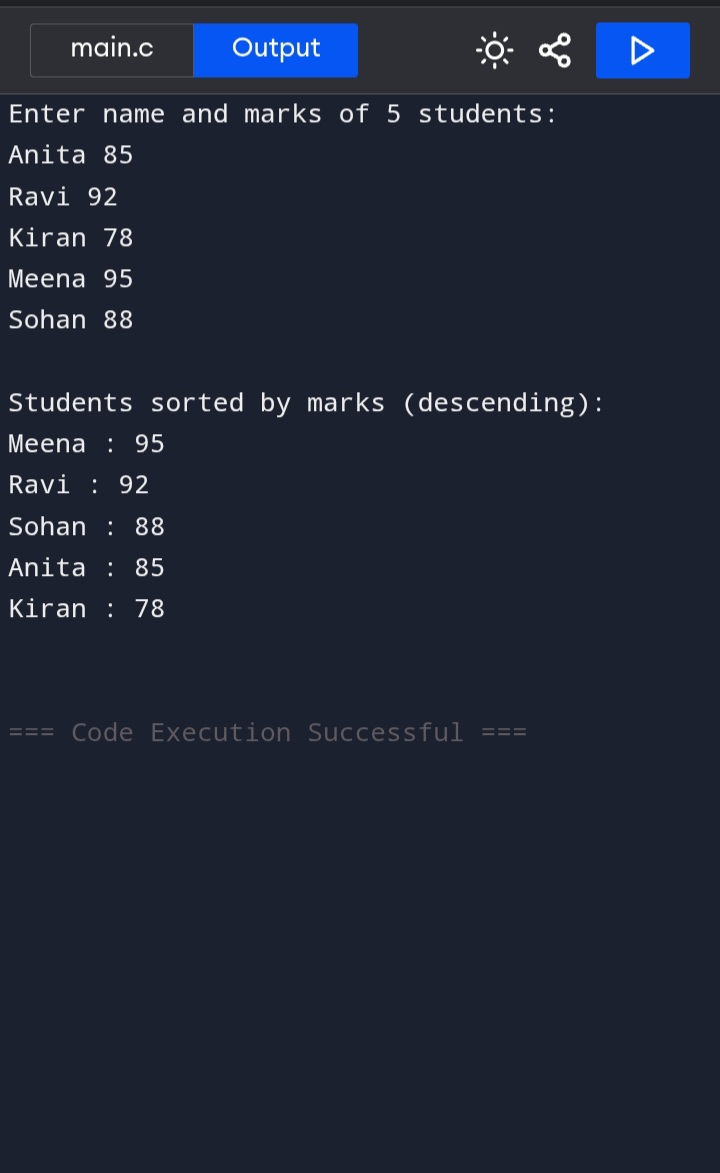 main.c Output
Enter name and marks of 5 students:
Anita 85
Ravi 92
Kiran 78
Meena 95
Sohan 88
Students sorted by marks (descending):
Meena : 95
Ravi : 92
Sohan : 88
Anita : 85
Kiran : 78
=== Code Execution Successful ===